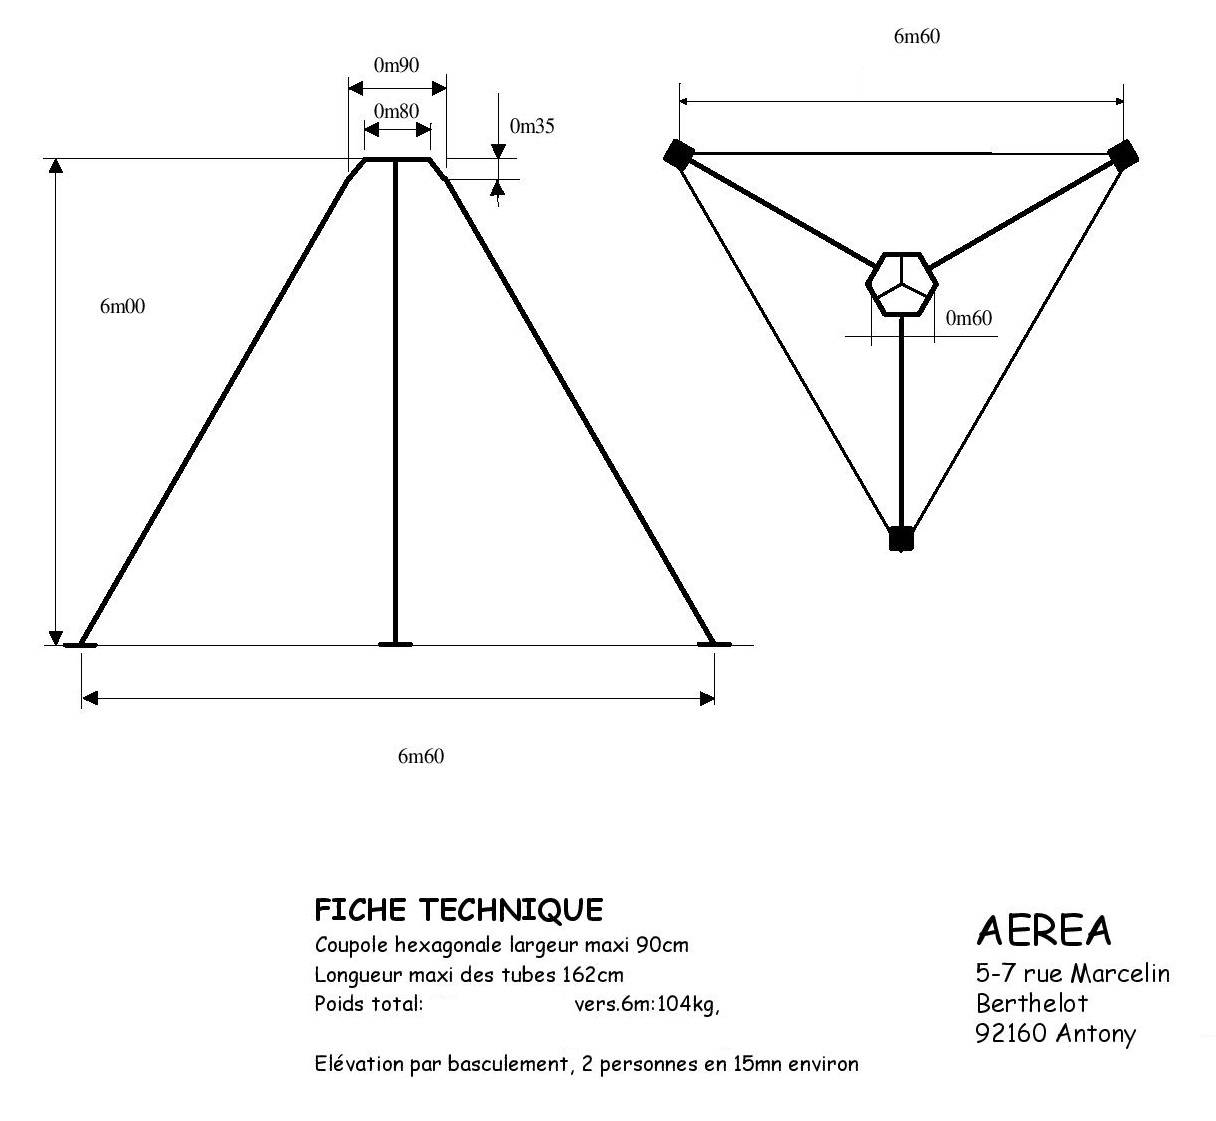 6m60
0m90
0m80
0m35
6m00
0m60
6m60
FICHE TECHNIQUE
Coupole hexagonale largeur maxi 90cm
Longueur maxi des tubes 162cm
Poids total: vers.6m:104kg,
Elévation par basculement, 2 personnes en 15mn environ
AEREA
5-7 rue Marcelin
Berthelot
92160 Antony